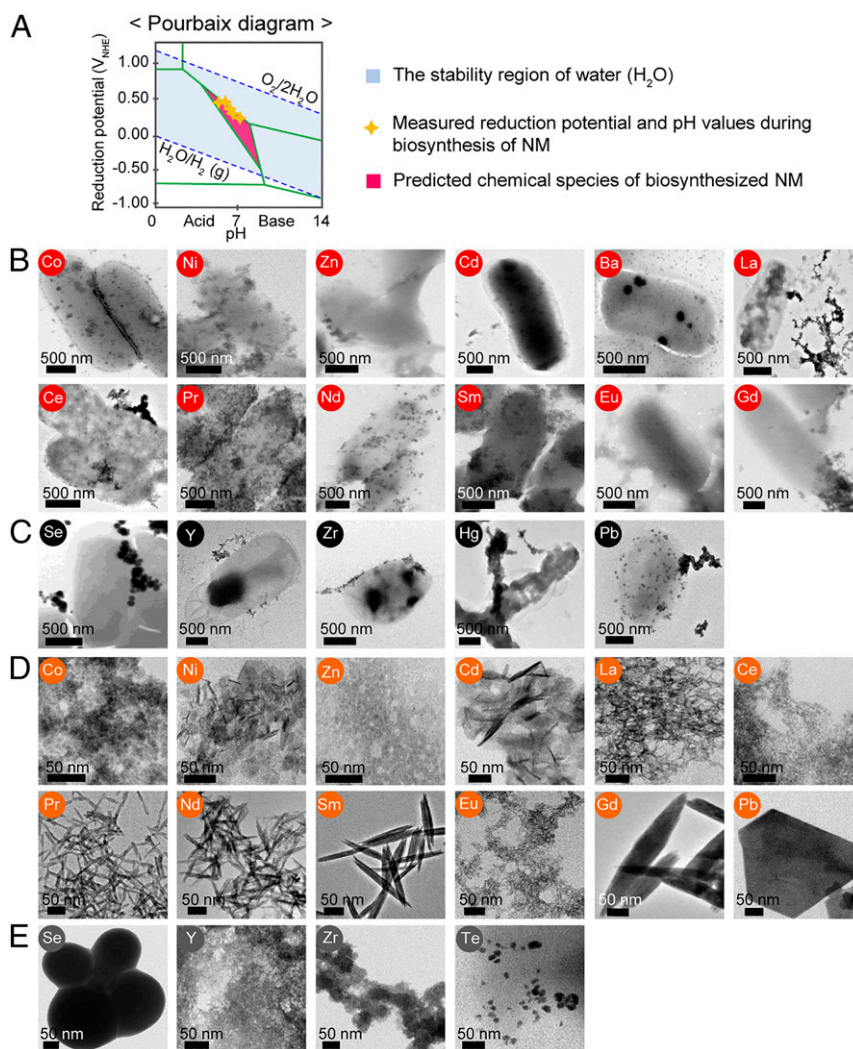 A
< Pourbaix diagram >
Reduction potential (V_NHE)
1.00
0.50
0.00
-0.50
-1.00
O₂/2H₂O
H₂O/H₂ (g)
0 Acid 7 Base 14
pH
The stability region of water (H₂O)
Measured reduction potential and pH values during
biosynthesis of NM
Predicted chemical species of biosynthesized NM
B
Co Ni Zn Cd Ba La
500 nm 500 nm 500 nm 500 nm 500 nm 500 nm
Ce Pr Nd Sm Eu Gd
500 nm 500 nm 500 nm 500 nm 500 nm 500 nm
C
Se Y Zr Hg Pb
500 nm 500 nm 500 nm 500 nm 500 nm
D
Co Ni Zn Cd La Ce
50 nm 50 nm 50 nm 50 nm 50 nm 50 nm
Pr Nd Sm Eu Gd Pb
50 nm 50 nm 50 nm 50 nm 50 nm 50 nm
E
Se Y Zr Te
50 nm 50 nm 50 nm 50 nm